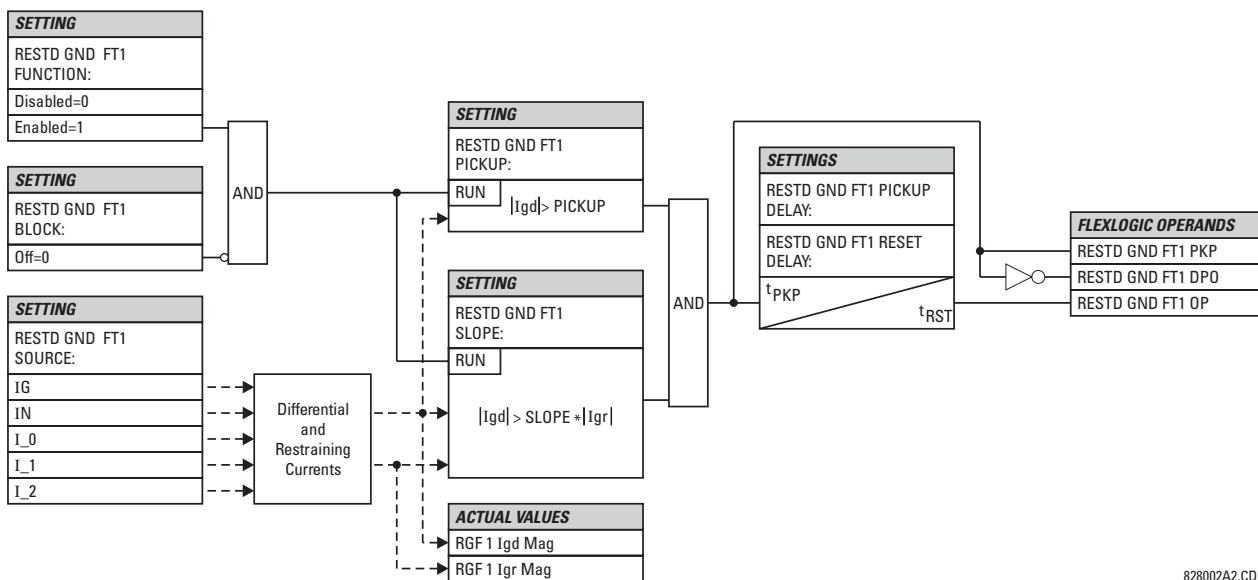 SETTING
RESTD GND FT1
FUNCTION:
Disabled=0
Enabled=1
SETTING
RESTD GND FT1
BLOCK:
Off=0
SETTING
RESTD GND FT1
SOURCE:
IG
IN
I_0
I_1
I_2
AND
Differential
and
Restraining
Currents
SETTING
RESTD GND FT1
PICKUP:
RUN
|Igd|> PICKUP
SETTING
RESTD GND FT1
SLOPE:
RUN
|Igd| > SLOPE *|Igr|
ACTUAL VALUES
RGF 1 Igd Mag
RGF 1 Igr Mag
AND
SETTINGS
RESTD GND FT1 PICKUP
DELAY:
RESTD GND FT1 RESET
DELAY:
tPKP
tRST
FLEXLOGIC OPERANDS
RESTD GND FT1 PKP
RESTD GND FT1 DPO
RESTD GND FT1 OP
828002A2.CD